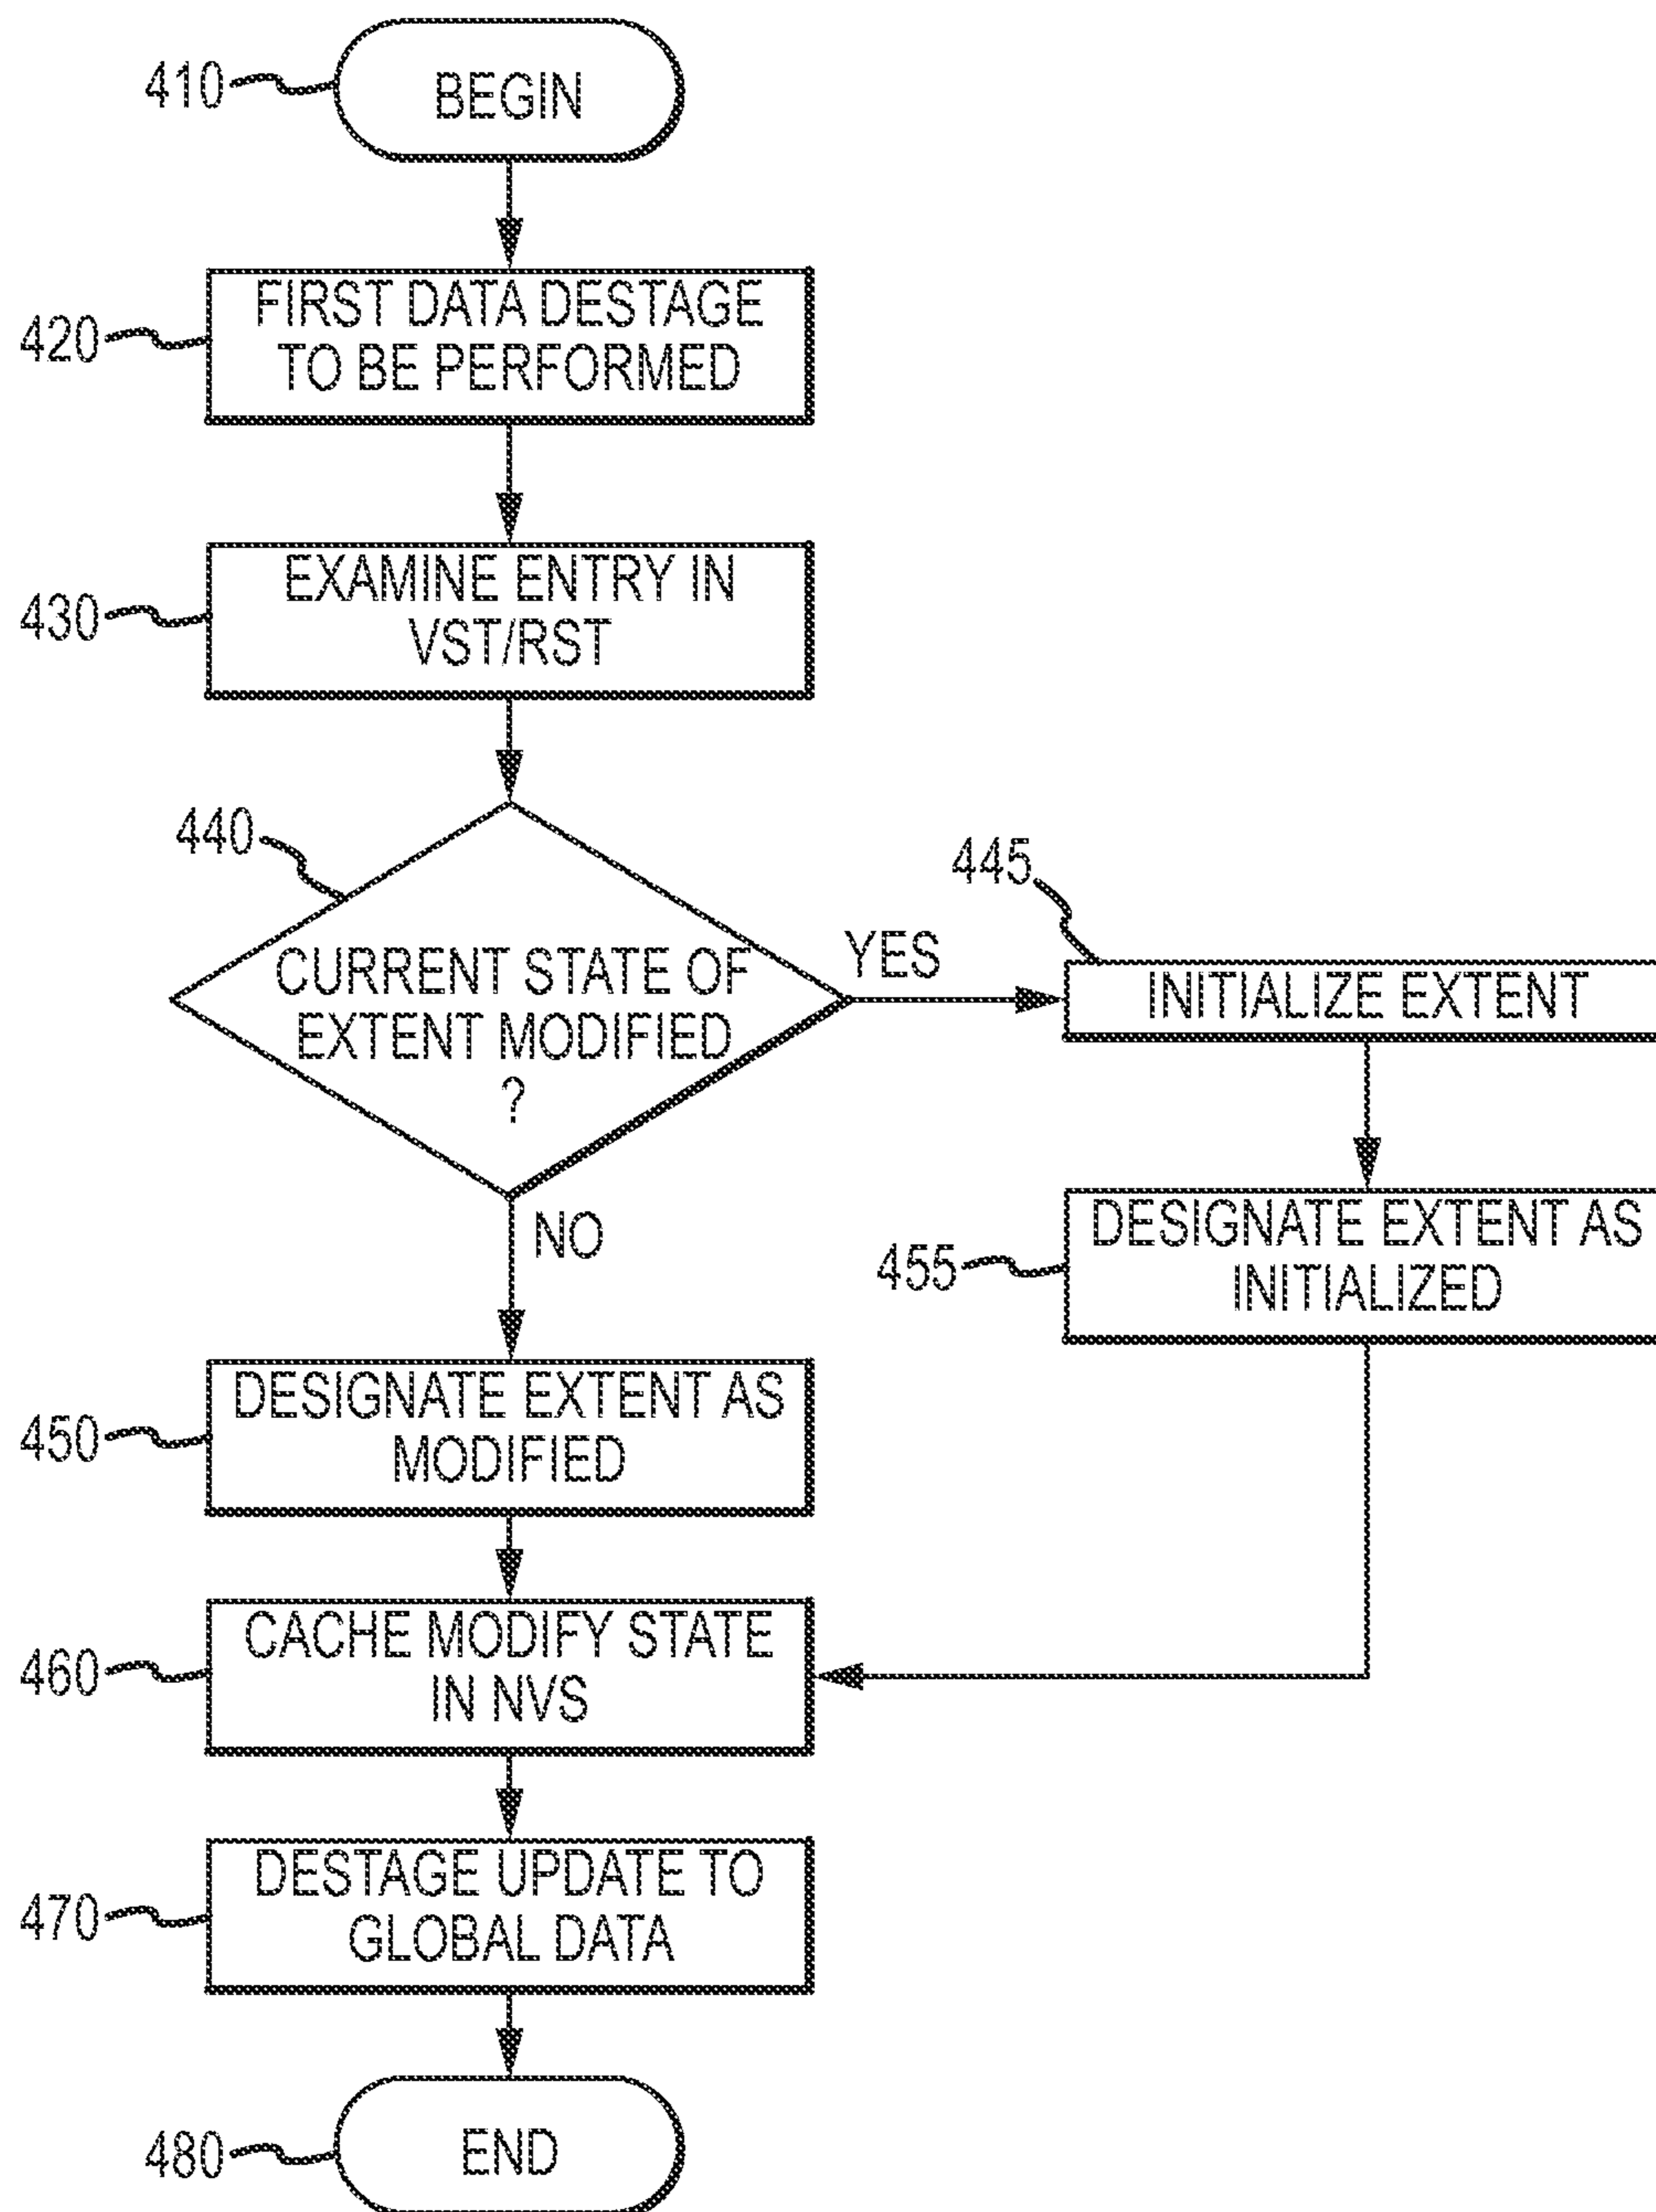 410
BEGIN
420
FIRST DATA DESTAGE
TO BE PERFORMED
430
EXAMINE ENTRY IN
VST/RST
440
CURRENT STATE OF
EXTENT MODIFIED
?
YES
445
INITIALIZE EXTENT
455
DESIGNATE EXTENT AS
INITIALIZED
NO
450
DESIGNATE EXTENT AS
MODIFIED
460
CACHE MODIFY STATE
IN NVS
470
DESTAGE UPDATE TO
GLOBAL DATA
480
END